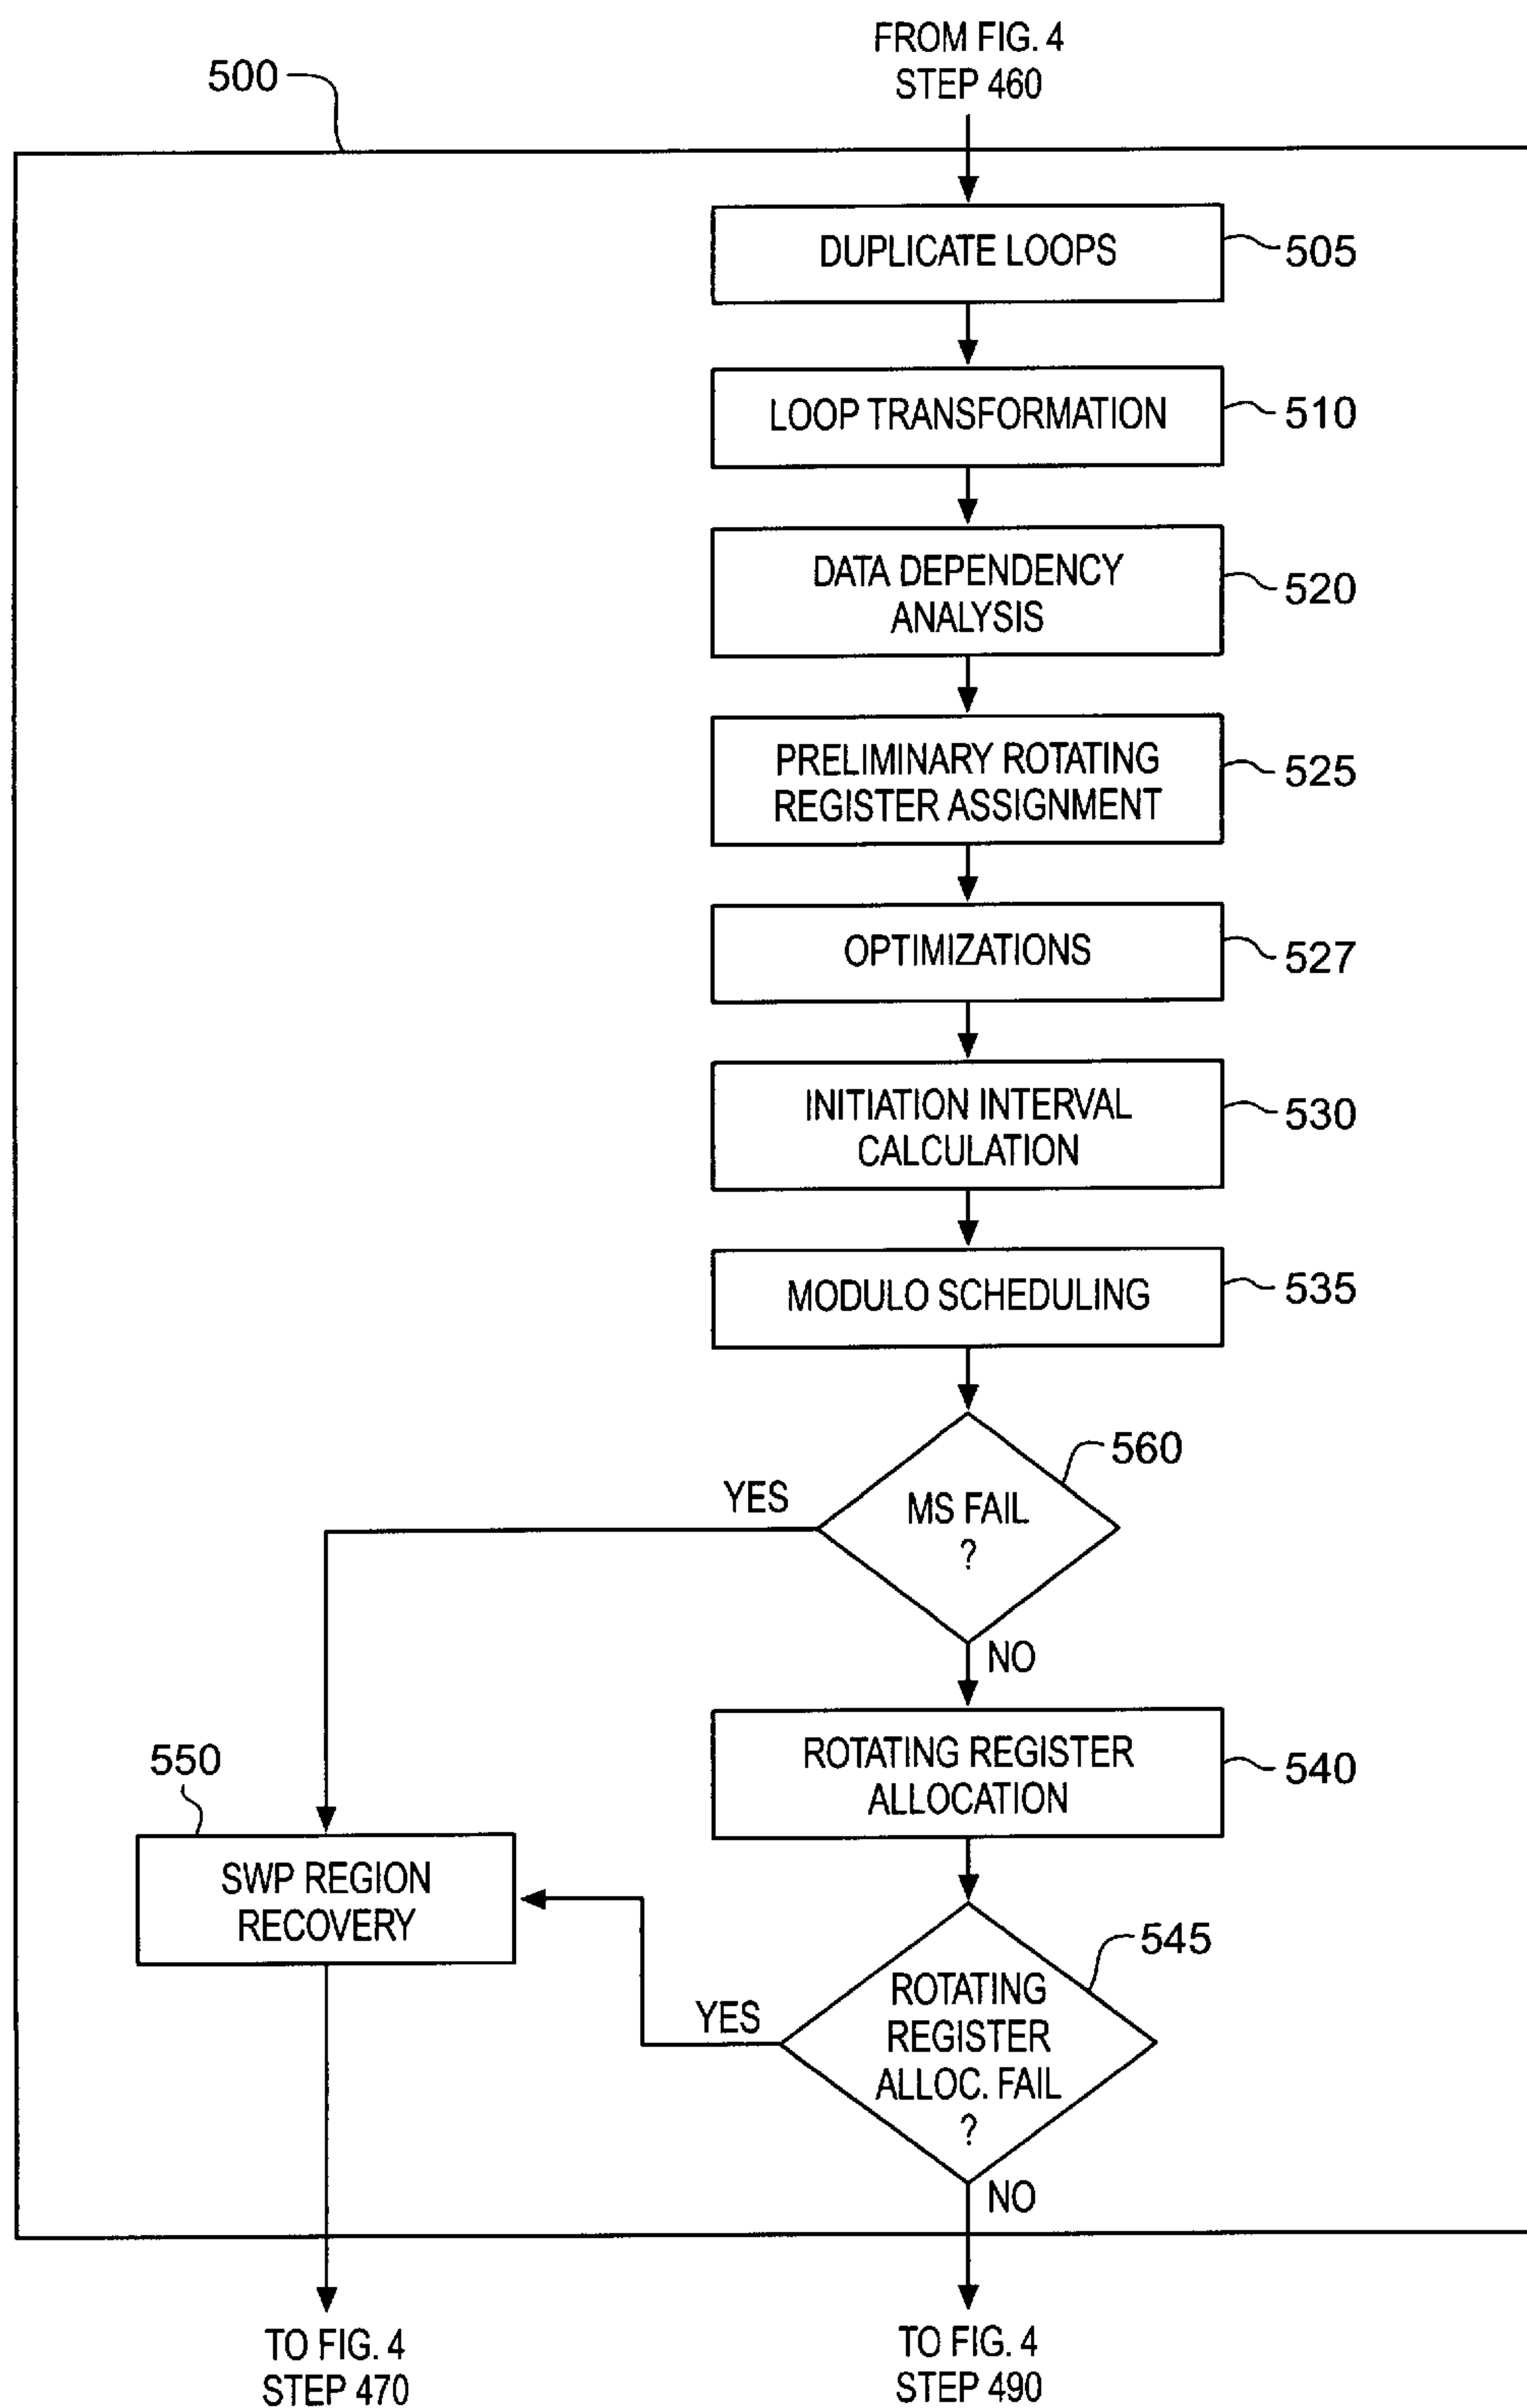 FROM FIG. 4
STEP 460
500
DUPLICATE LOOPS
505
LOOP TRANSFORMATION
510
DATA DEPENDENCY
ANALYSIS
520
PRELIMINARY ROTATING
REGISTER ASSIGNMENT
525
OPTIMIZATIONS
527
INITIATION INTERVAL
CALCULATION
530
MODULO SCHEDULING
535
560
YES
MS FAIL
?
NO
ROTATING REGISTER
ALLOCATION
540
550
SWP REGION
RECOVERY
545
YES
ROTATING
REGISTER
ALLOC. FAIL
?
NO
TO FIG. 4
STEP 470
TO FIG. 4
STEP 490